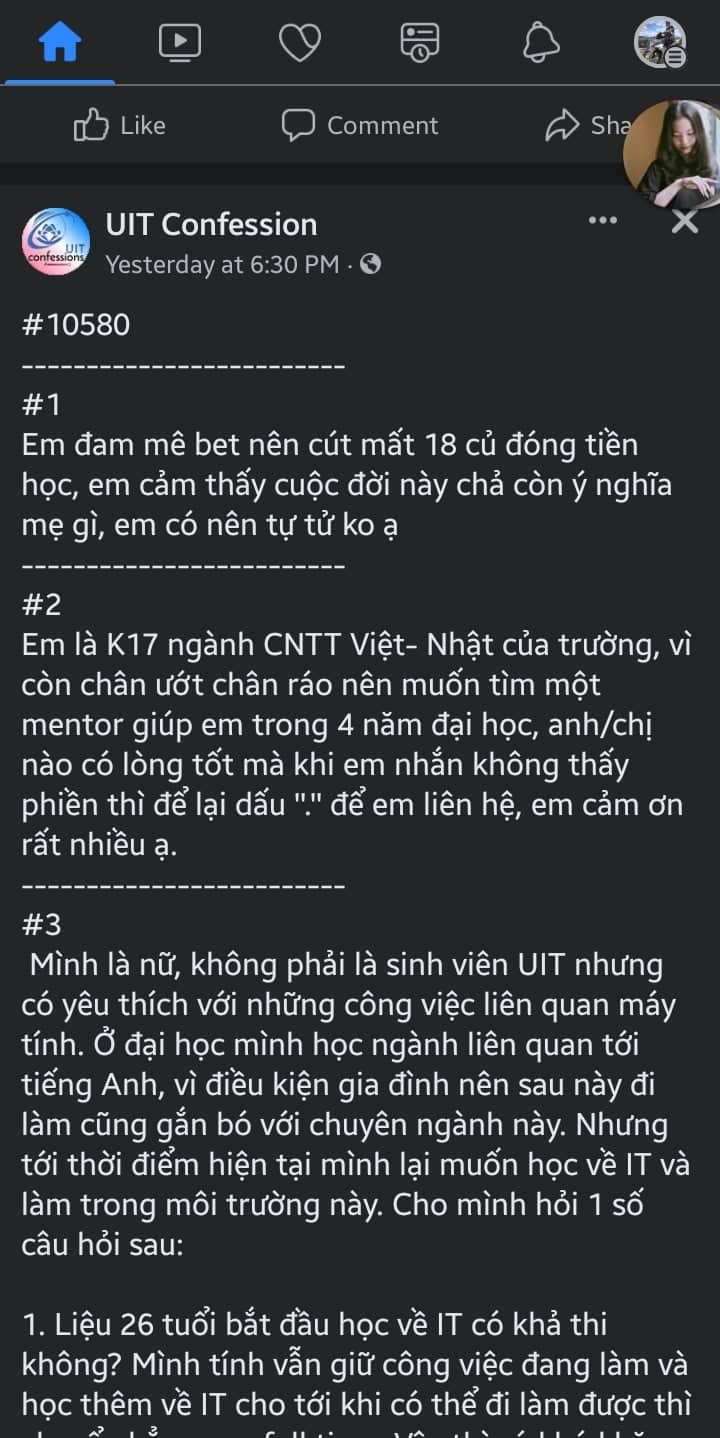 Like
Comment
Sha
UIT Confession
UIT
confessions
Yesterday at 6:30 PM ·
#10580
-------------------------
#1
Em đam mê bet nên cút mất 18 củ đóng tiền
học, em cảm thấy cuộc đời này chả còn ý nghĩa
mẹ gì, em có nên tự tử ko ạ
-------------------------
#2
Em là K17 ngành CNTT Việt- Nhật của trường, vì
còn chân ướt chân ráo nên muốn tìm một
mentor giúp em trong 4 năm đại học, anh/chị
nào có lòng tốt mà khi em nhắn không thấy
phiền thì để lại dấu "." để em liên hệ, em cảm ơn
rất nhiều ạ.
-------------------------
#3
Mình là nữ, không phải là sinh viên UIT nhưng
có yêu thích với những công việc liên quan máy
tính. Ở đại học mình học ngành liên quan tới
tiếng Anh, vì điều kiện gia đình nên sau này đi
làm cũng gắn bó với chuyên ngành này. Nhưng
tới thời điểm hiện tại mình lại muốn học về IT và
làm trong môi trường này. Cho mình hỏi 1 số
câu hỏi sau:
1. Liệu 26 tuổi bắt đầu học về IT có khả thi
không? Mình tính vẫn giữ công việc đang làm và
học thêm về IT cho tới khi có thể đi làm được thì